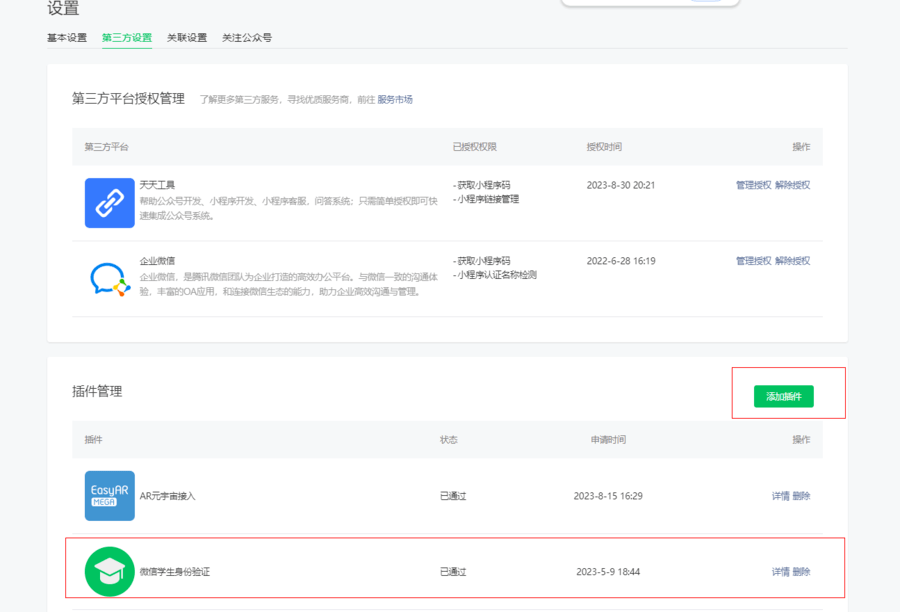 设置
基本设置 第三方设置 关联设置 关注公众号
第三方平台授权管理 了解更多第三方服务，寻找优质服务商，前往 服务市场
第三方平台 已授权权限 授权时间 操作
天天工具 -获取小程序码 2023-8-30 20:21 管理授权 解除授权
帮助公众号开发、小程序开发、小程序客服，问答系统；只需简单授权即可快 -小程序链接管理
速集成公众号系统。
企业微信 -获取小程序码 2022-6-28 16:19 管理授权 解除授权
企业微信，是腾讯微信团队为企业打造的高效办公平台。与微信一致的沟通体 -小程序认证名称检测
验，丰富的OA应用，和连接微信生态的能力，助力企业高效沟通与管理。
插件管理 添加插件
插件 状态 申请时间 操作
EasyAR
MEGA
AR元宇宙接入 已通过 2023-8-15 16:29 详情 删除
微信学生身份验证 已通过 2023-5-9 18:44 详情 删除